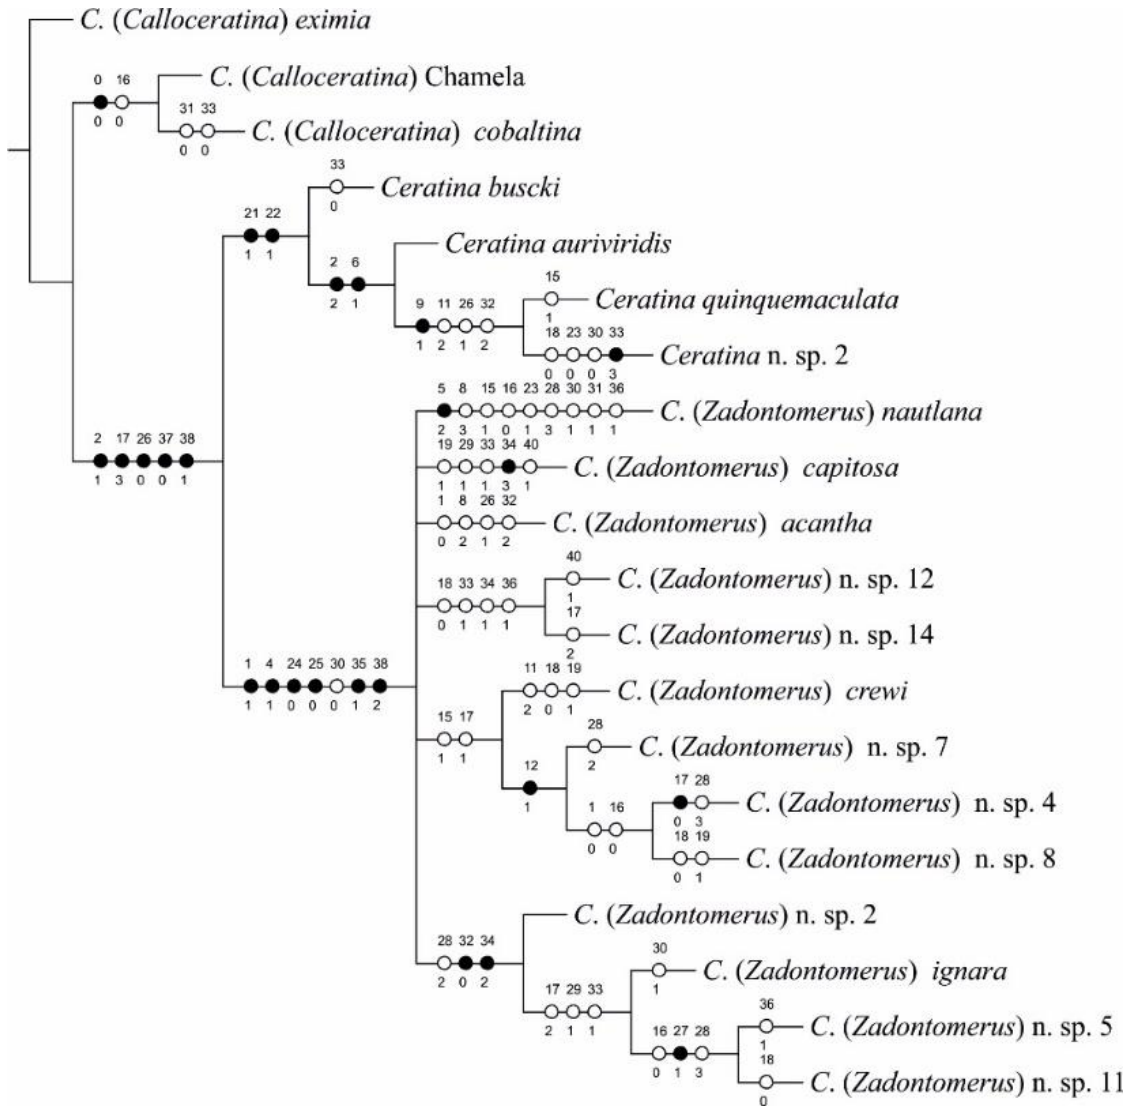 C. (Calloceratina) eximia
0 16
C. (Calloceratina) Chamela
0 0
31 33
C. (Calloceratina) cobaltina
0 0
33
Ceratina buscki
0
21 22
1 1
Ceratina auriviridis
2 6
2 1
15
Ceratina quinquemaculata
1
9 11 26 32
1 2 1 2
18 23 30 33
Ceratina n. sp. 2
0 0 0 3
5 8 15 16 23 28 30 31 36
C. (Zadontomerus) nautlana
2 3 1 0 1 3 1 1 1
2 17 26 37 38
1 3 0 0 1
19 29 33 34 40
C. (Zadontomerus) capitosa
1 1 1 3 1
1 8 26 32
C. (Zadontomerus) acantha
0 2 1 2
40
C. (Zadontomerus) n. sp. 12
1
18 33 34 36
0 1 1 1
17
C. (Zadontomerus) n. sp. 14
2
1 4 24 25 30 35 38
1 1 0 0 0 1 2
11 18 19
C. (Zadontomerus) crewi
2 0 1
15 17
1 1
28
C. (Zadontomerus) n. sp. 7
2
12
1
17 28
C. (Zadontomerus) n. sp. 4
0 3
1 16
0 0
18 19
C. (Zadontomerus) n. sp. 8
0 1
C. (Zadontomerus) n. sp. 2
28 32 34
2 0 2
30
C. (Zadontomerus) ignara
1
17 29 33
2 1 1
36
C. (Zadontomerus) n. sp. 5
1
16 27 28
0 1 3
18
C. (Zadontomerus) n. sp. 11
0